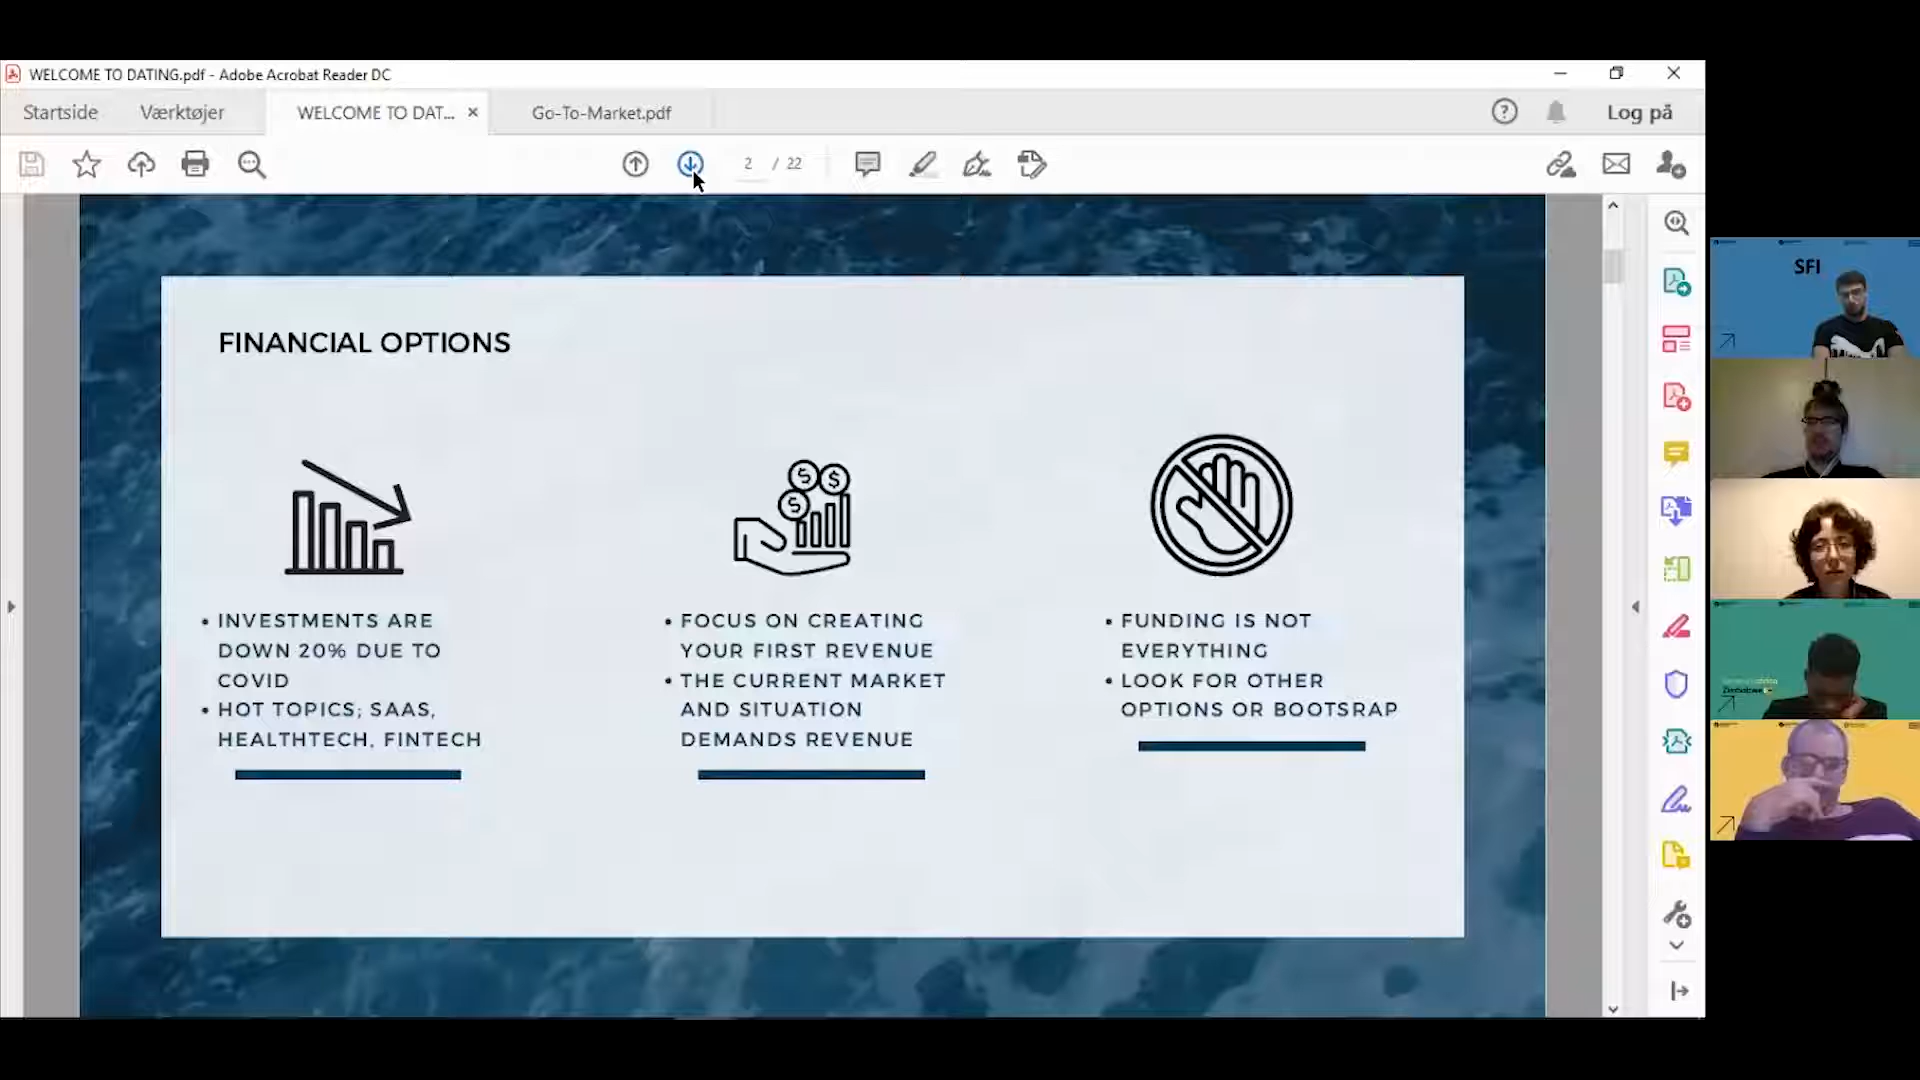 WELCOME TO DATING.pdf - Adobe Acrobat Reader DC
Startside
Værktøjer
WELCOME TO DAT...
Go-To-Market.pdf
Log på
2 / 22
FINANCIAL OPTIONS
• INVESTMENTS ARE
DOWN 20% DUE TO
COVID
• HOT TOPICS; SAAS,
HEALTHTECH, FINTECH
• FOCUS ON CREATING
YOUR FIRST REVENUE
• THE CURRENT MARKET
AND SITUATION
DEMANDS REVENUE
• FUNDING IS NOT
EVERYTHING
• LOOK FOR OTHER
OPTIONS OR BOOTSRAP
SFI
Zimbabwe